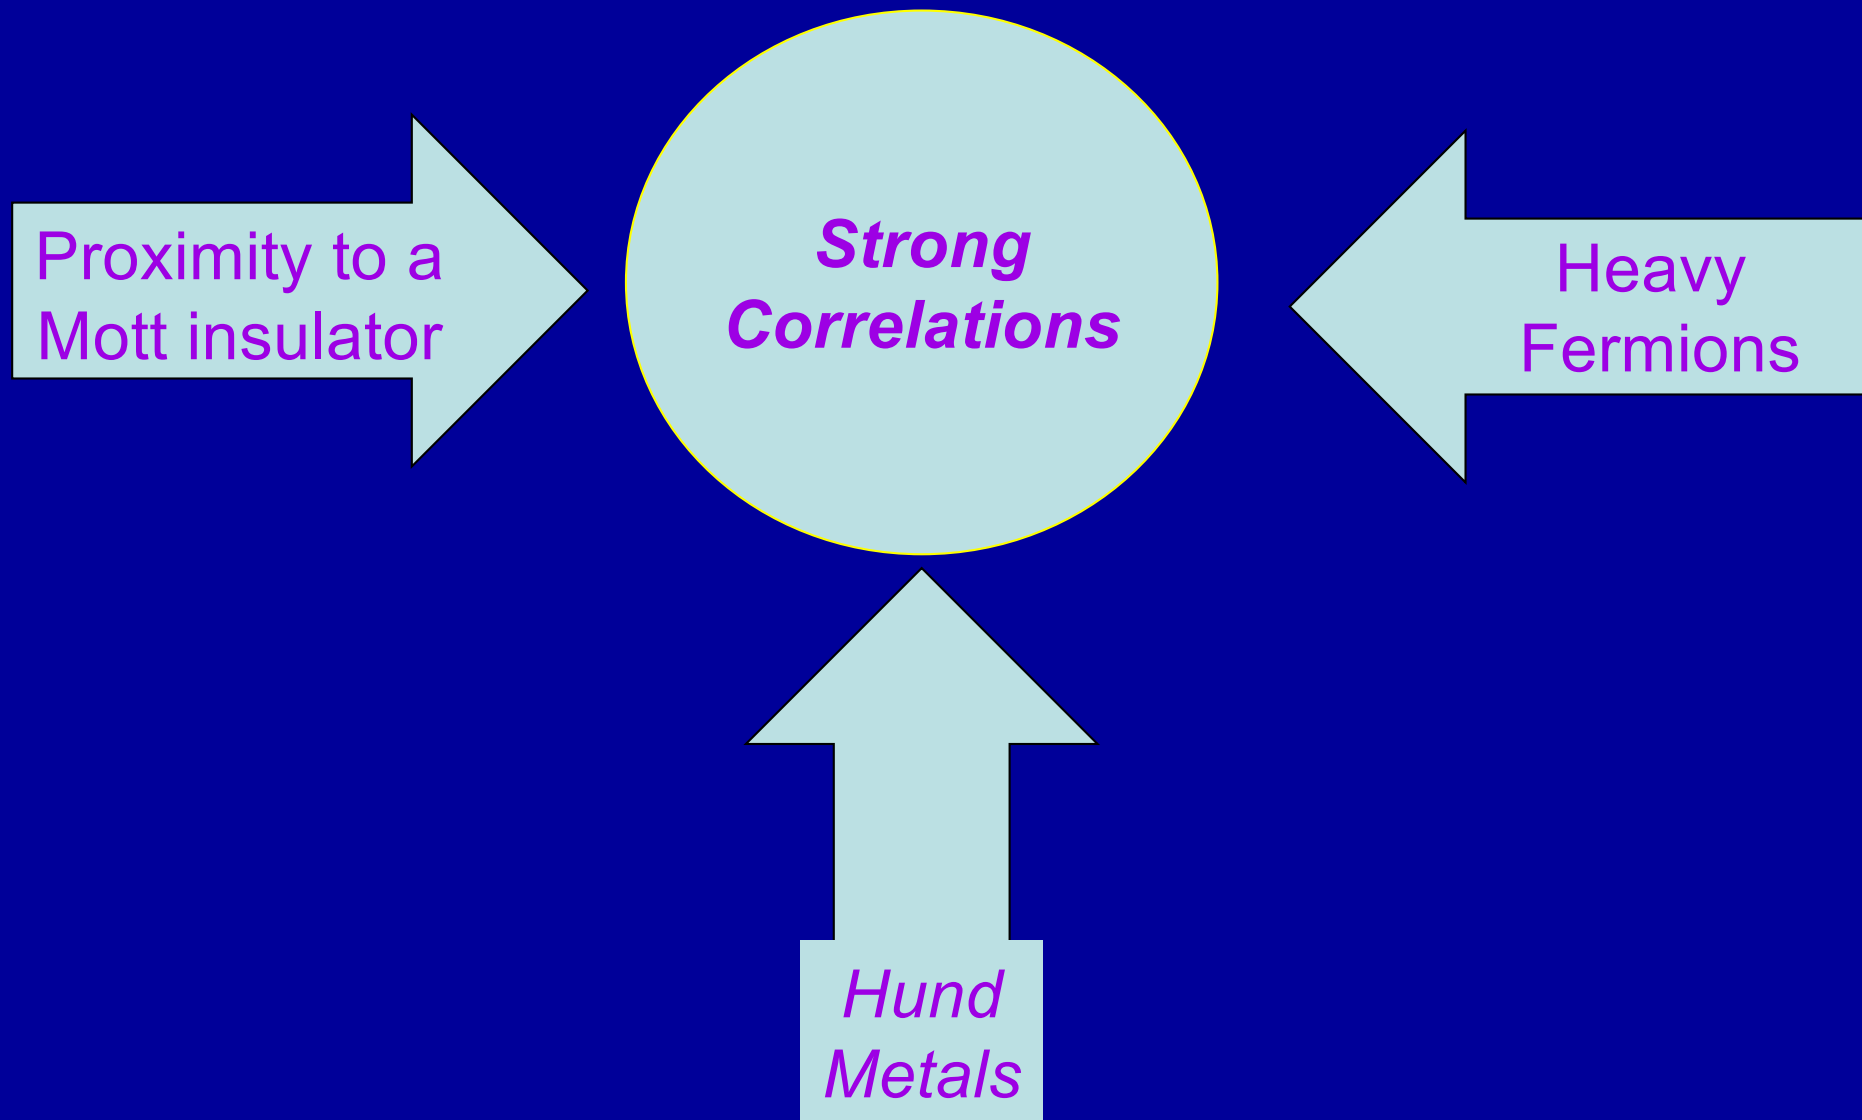 Proximity to a
Mott insulator
Strong
Correlations
Heavy
Fermions
Hund
Metals